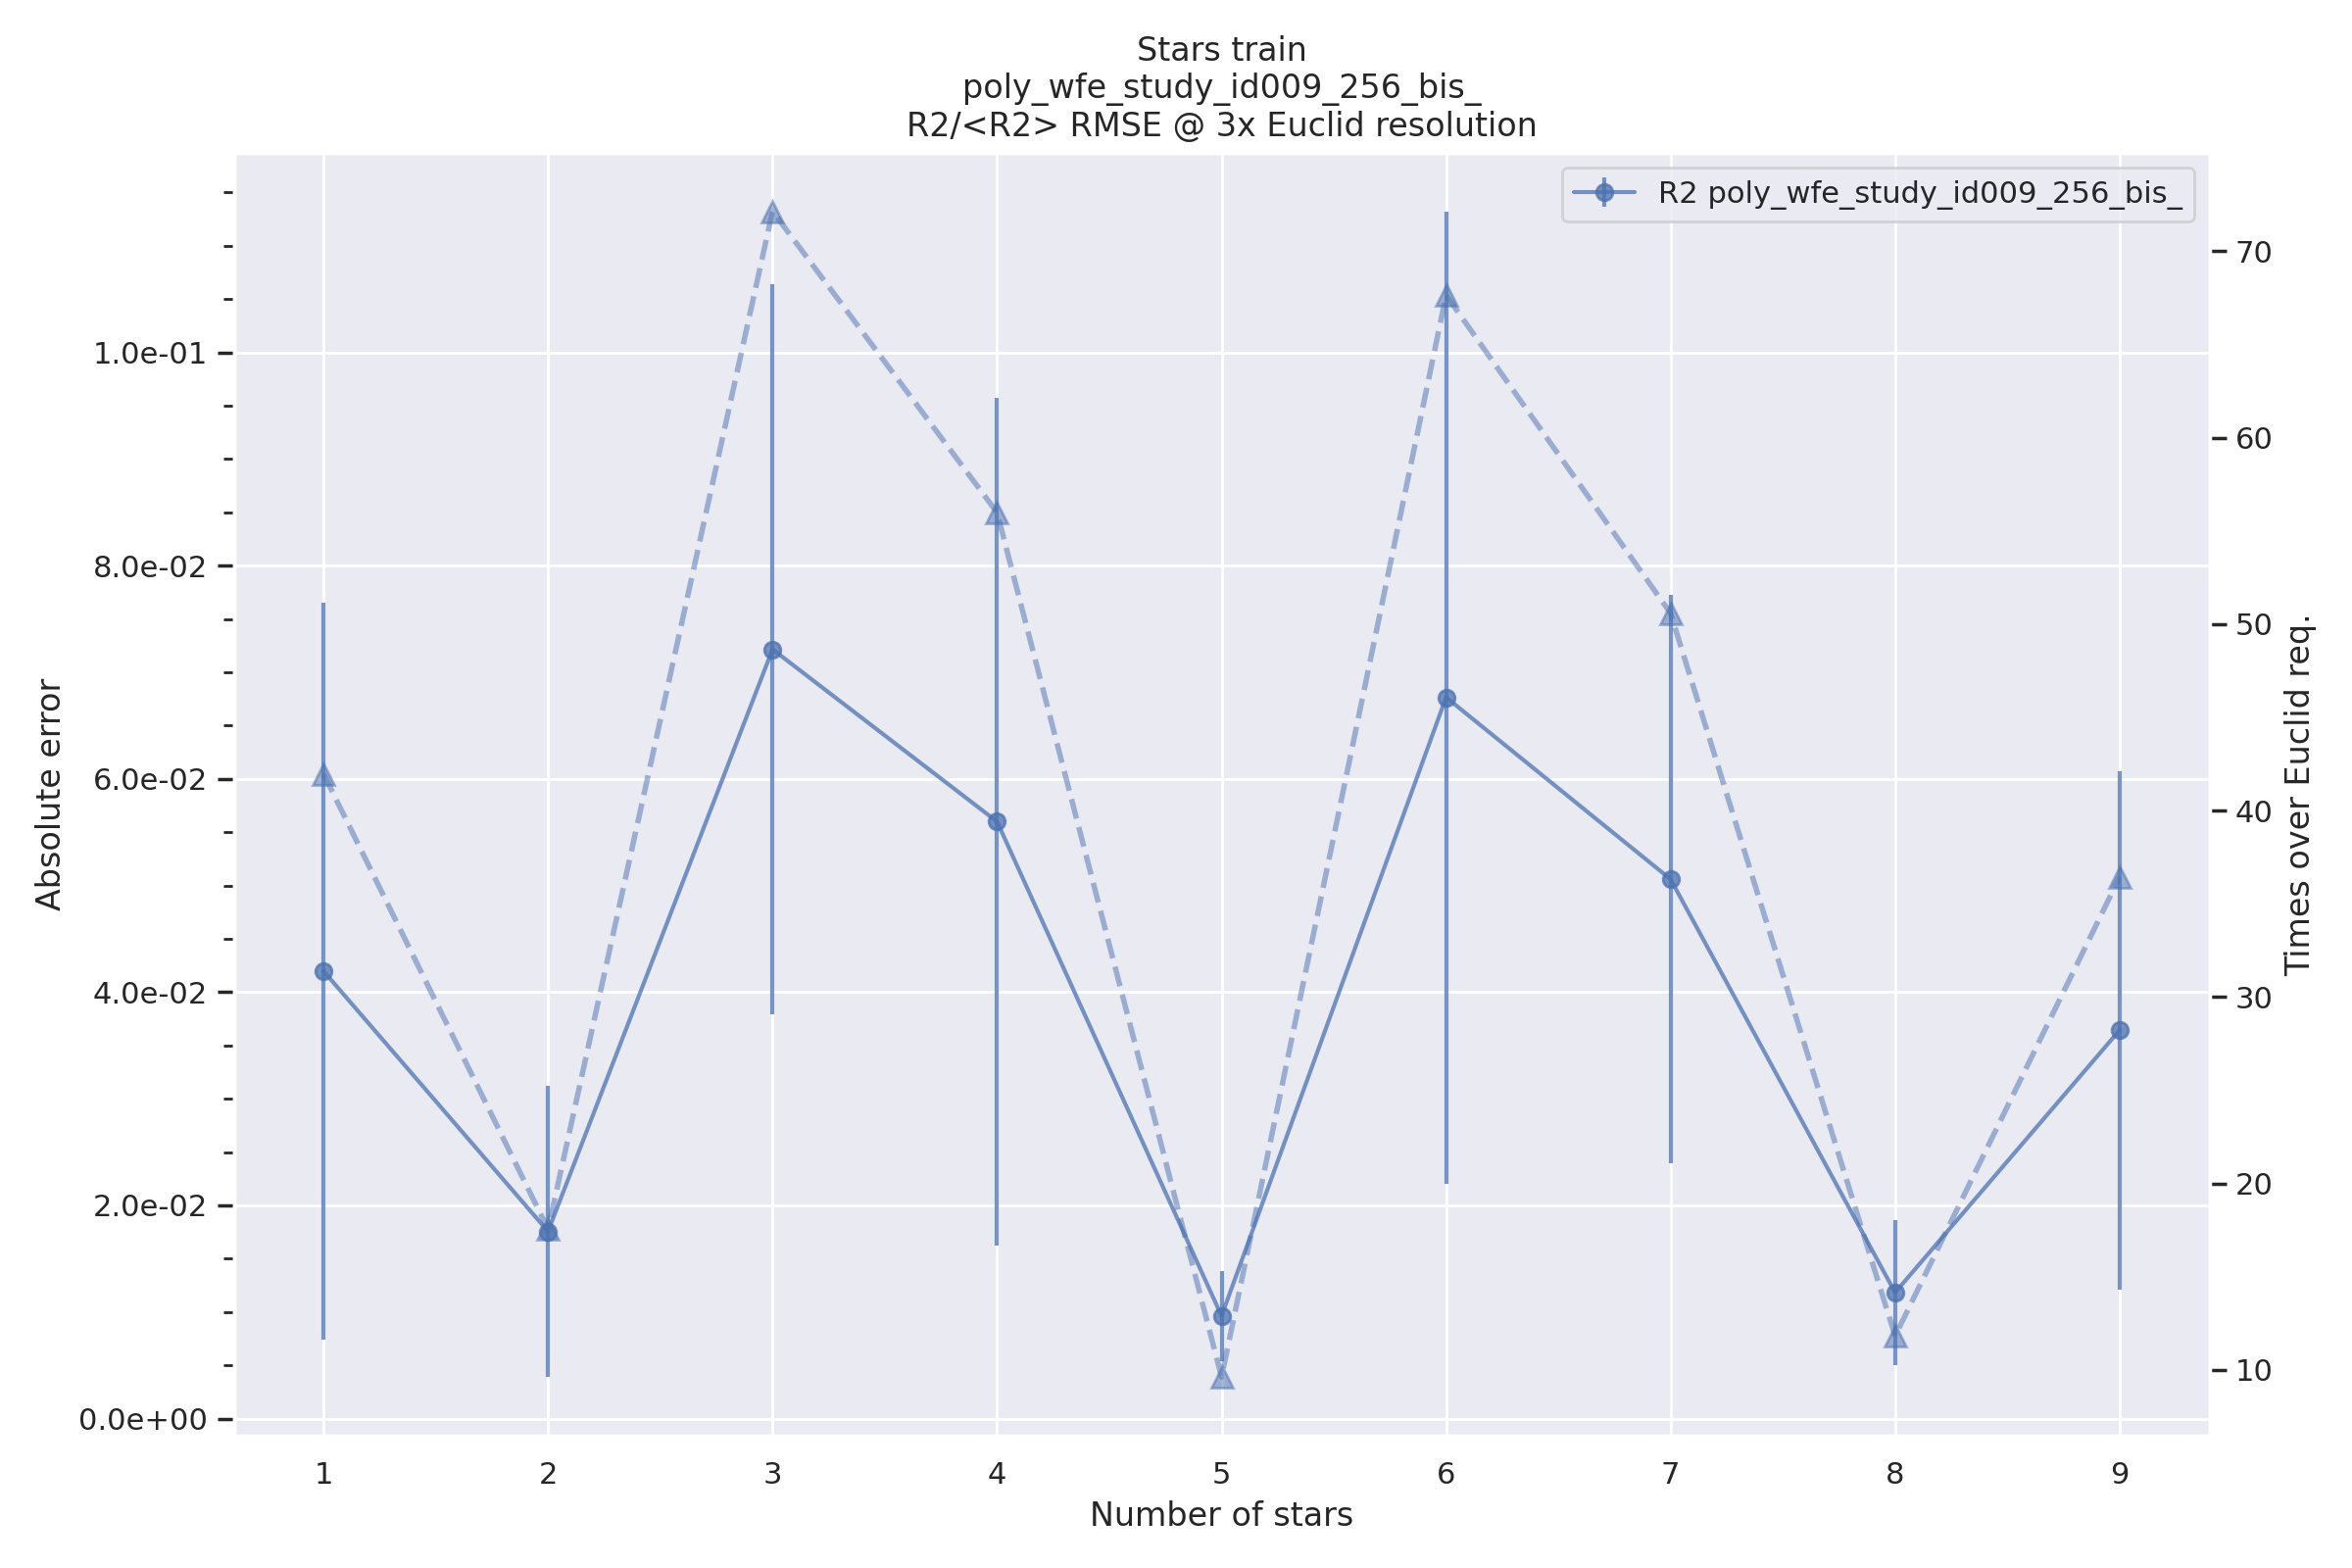 Stars train
poly_wfe_study_id009_256_bis_
R2/<R2> RMSE @ 3x Euclid resolution
R2 poly_wfe_study_id009_256_bis_
Absolute error
1.0e-01
8.0e-02
6.0e-02
4.0e-02
2.0e-02
0.0e+00
70
60
50
40
30
20
10
Times over Euclid req.
1 2 3 4 5 6 7 8 9
Number of stars